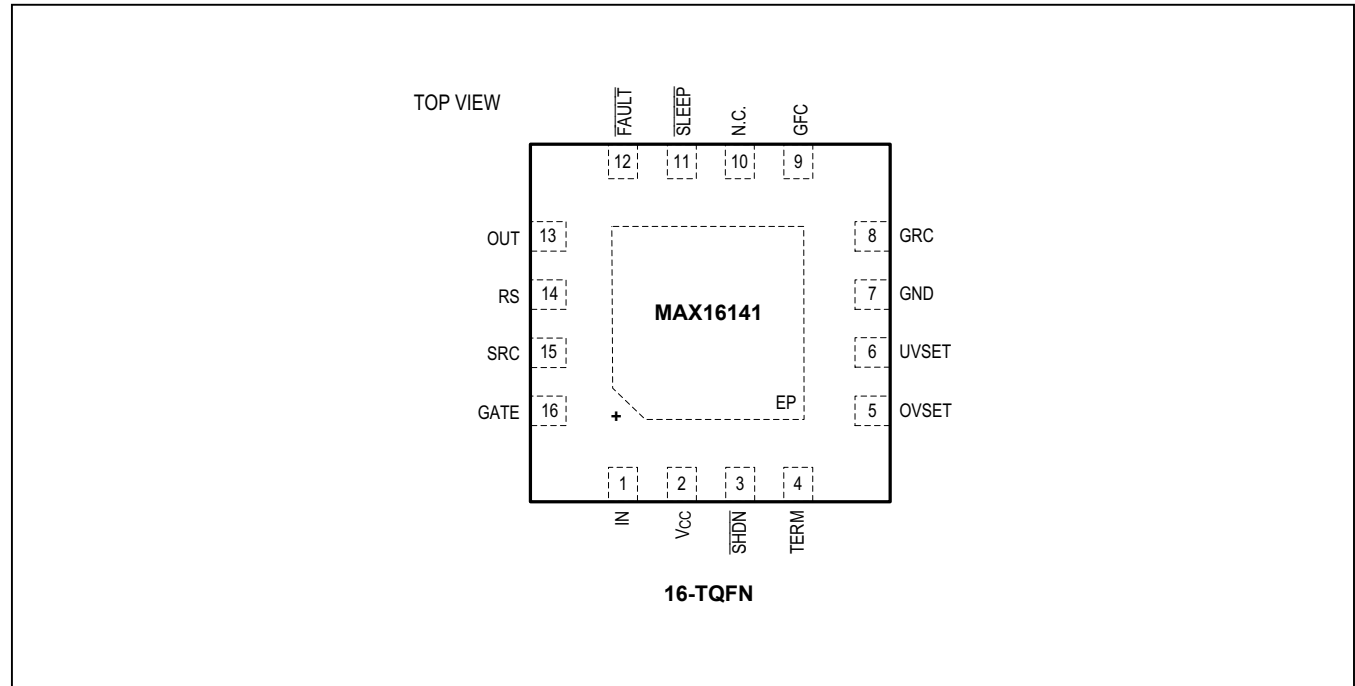 TOP VIEW
FAULT
SLEEP
N.C.
GFC
12
11
10
9
OUT 13
8 GRC
RS 14
7 GND
MAX16141
SRC 15
6 UVSET
GATE 16
5 OVSET
EP
+
1
2
3
4
IN
VCC
SHDN
TERM
16-TQFN